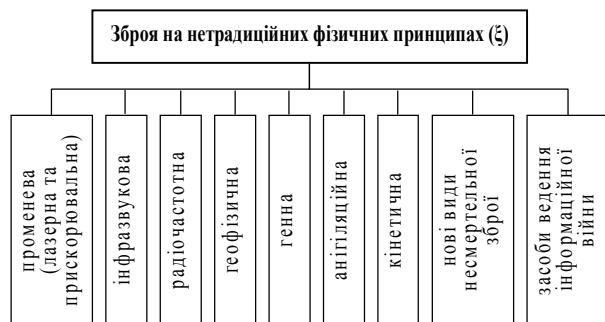 Зброя на нетрадиційних фізичних принципах (ξ)
променева
(лазерна та
прискорювальна)
інфразвукова
радіочастотна
геофізична
генна
анігіляційна
кінетична
нові види
несмертельної
зброї
засоби ведення
інформаційної
війни